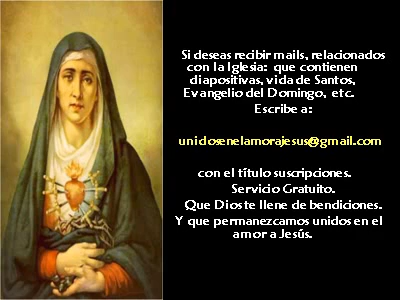 Si deseas recibir mails, relacionados
con la Iglesia: que contienen
diapositivas, vida de Santos,
Evangelio del Domingo, etc.
Escribe a:
unidosenelamorajesus@gmail.com
con el título suscripciones.
Servicio Gratuito.
Que Dios te llene de bendiciones.
Y que permanezcamos unidos en el
amor a Jesús.